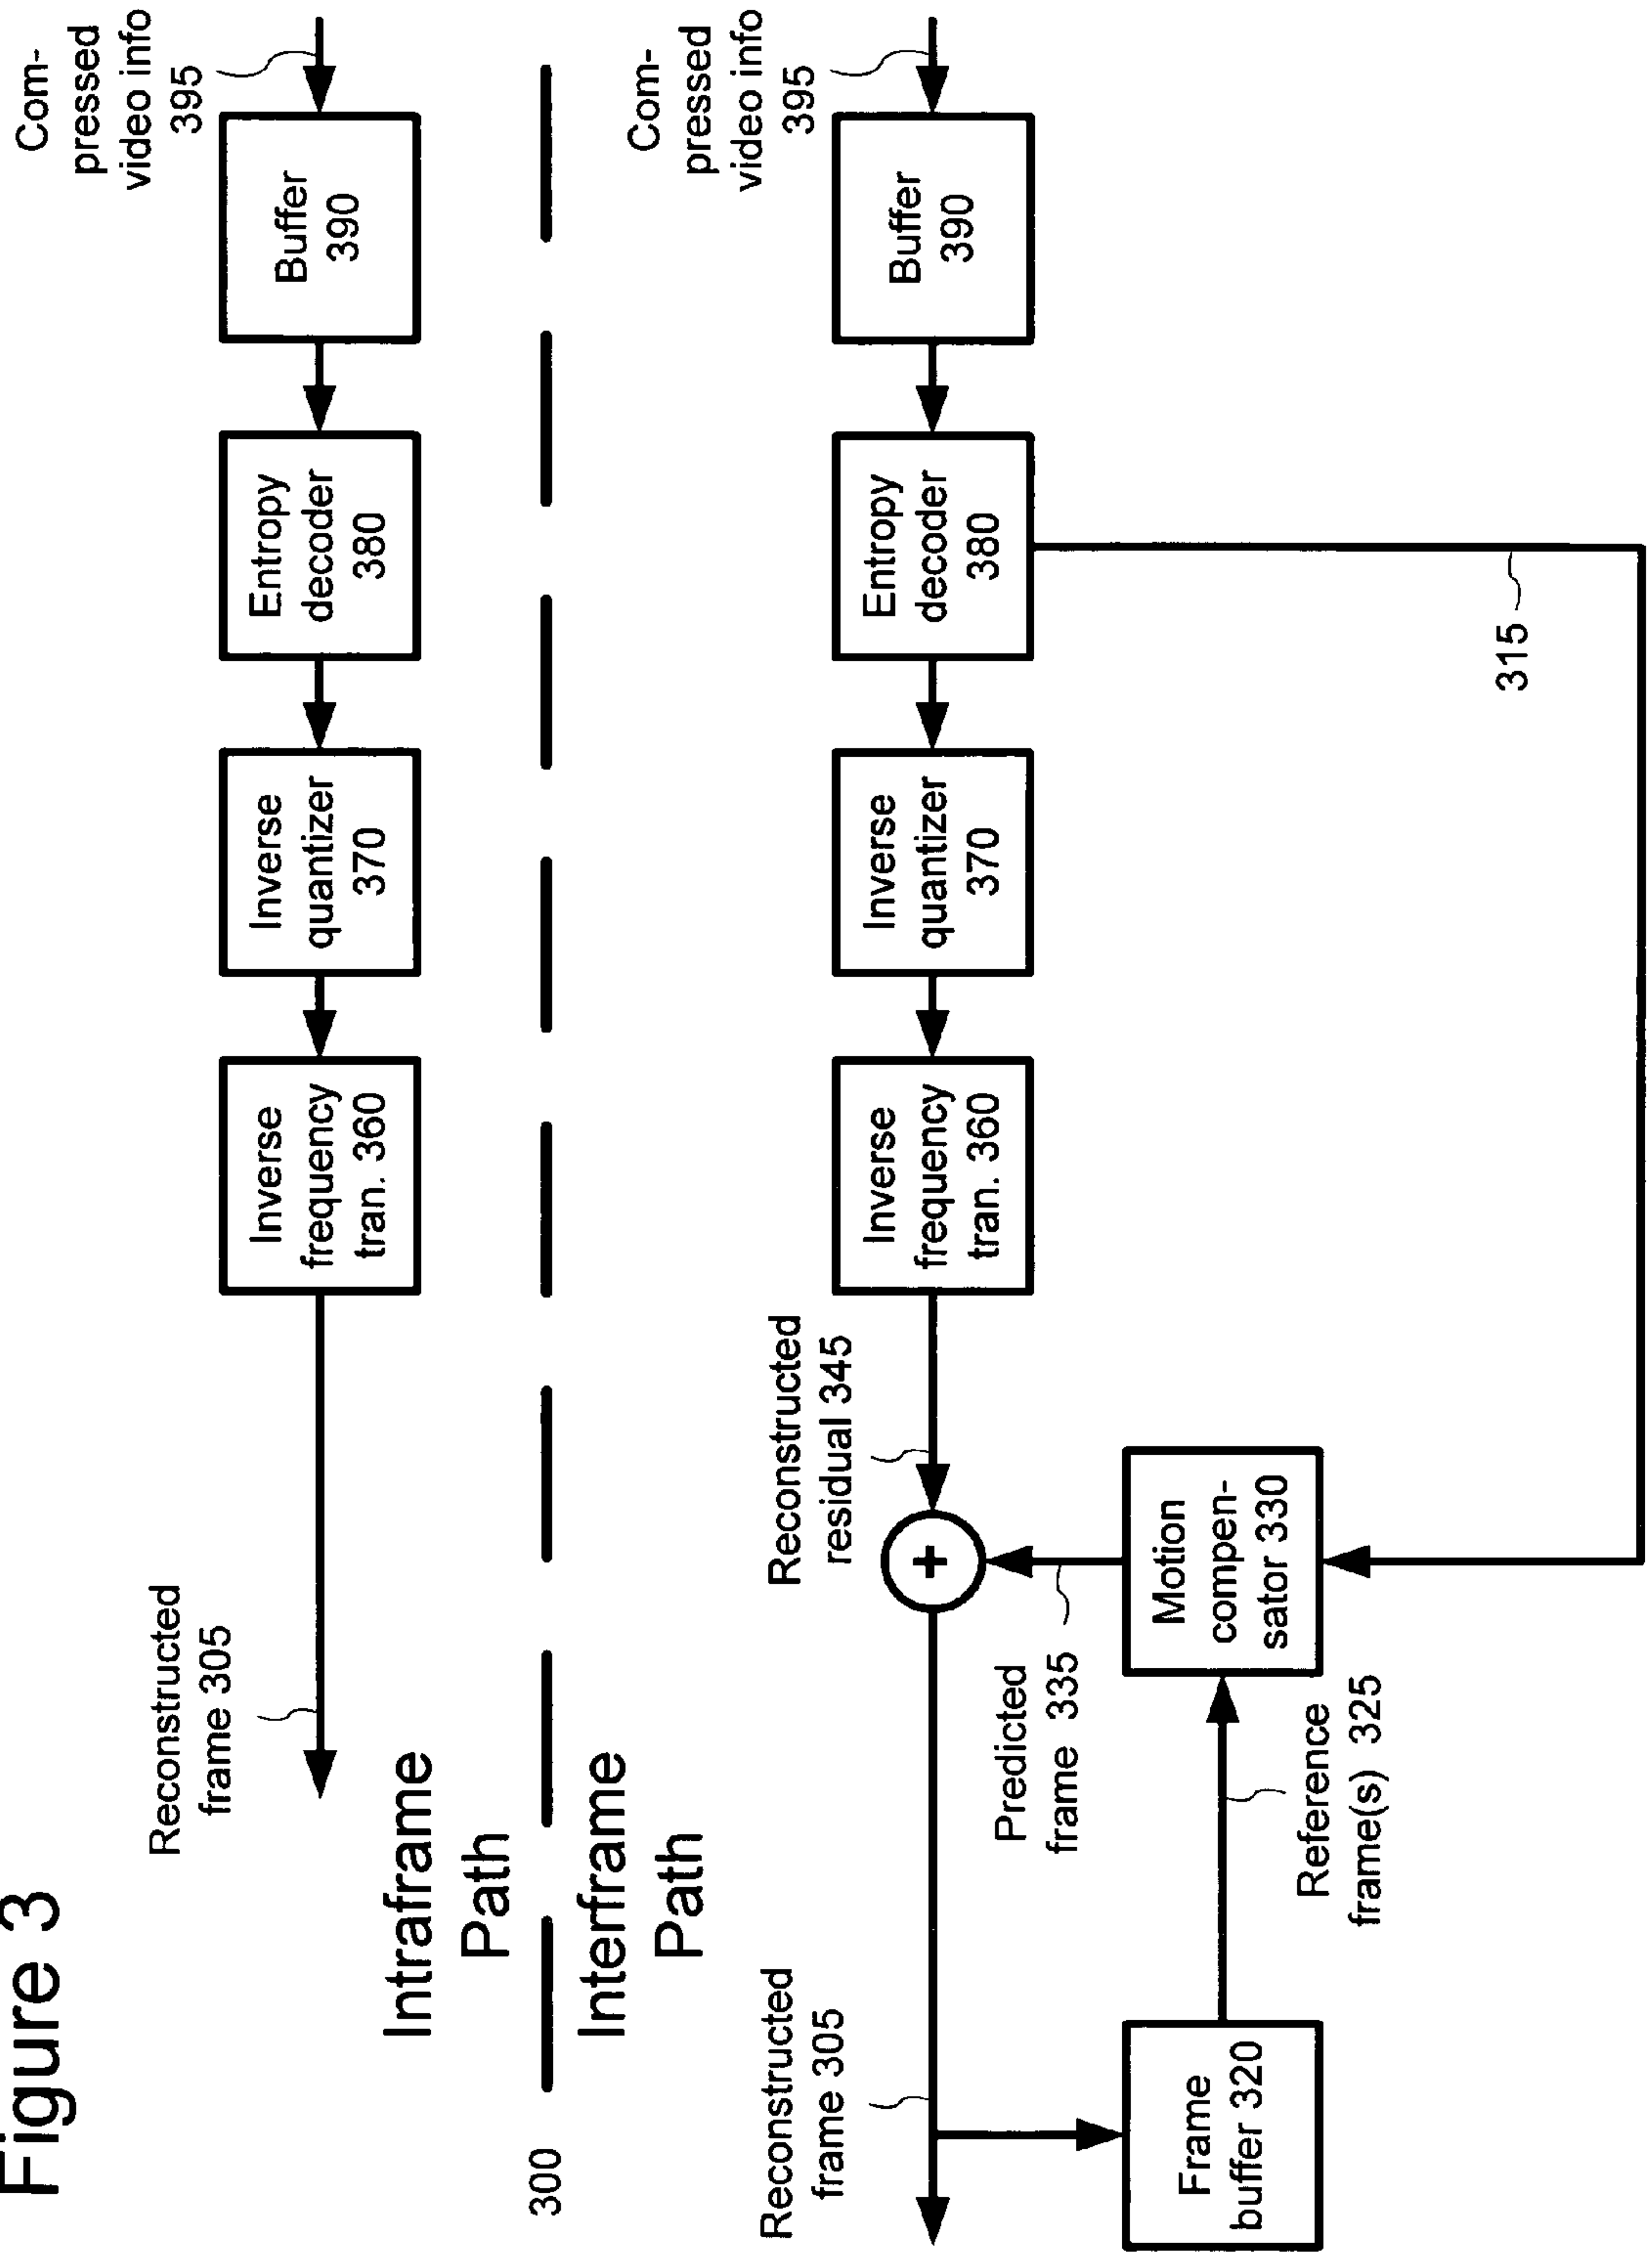 Figure 3
Reconstructed
frame 305
Inverse
frequency
tran. 360
Inverse
quantizer
370
Entropy
decoder
380
Buffer
390
Com-
pressed
video info
395
Intraframe
Path
300
Interframe
Path
Reconstructed
frame 305
Reconstructed
residual 345
Inverse
frequency
tran. 360
Inverse
quantizer
370
Entropy
decoder
380
Buffer
390
Com-
pressed
video info
395
+
Predicted
frame 335
Frame
buffer 320
Reference
frame(s) 325
Motion
compen-
sator 330
315